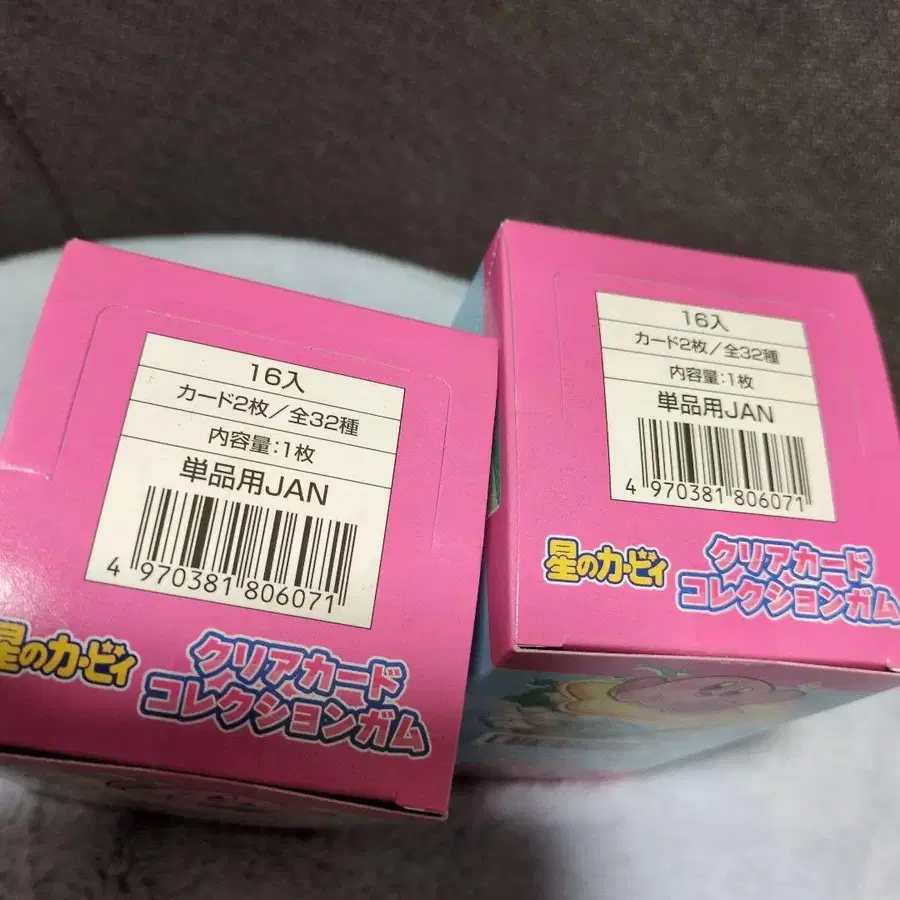 16入
カード2枚/全32種
内容量:1枚
単品用JAN
4 970381 806071
星のカービィ
クリアカード
コレクションガム
16入
カード2枚/全32種
内容量:1枚
単品用JAN
4 970381 806071
星のカービィ
クリアカード
コレクションガム